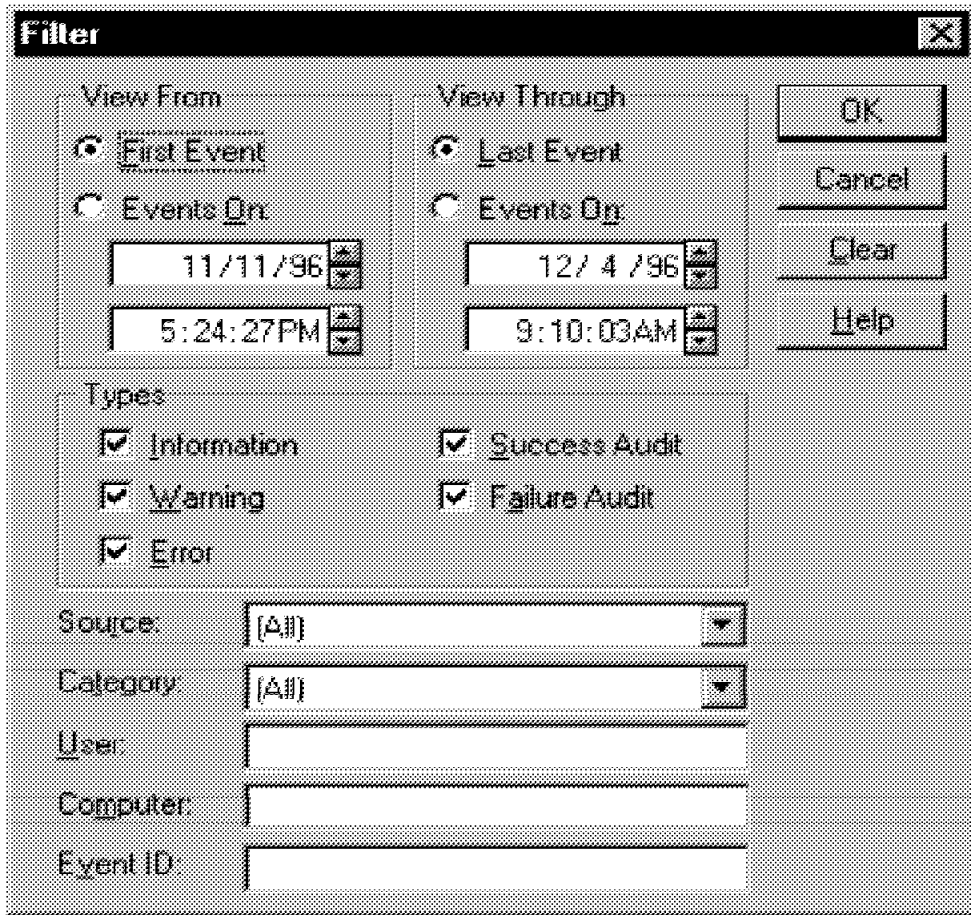 Filter
View From
First Event
Events On:
11/11/96
5:24:27PM
View Through
Last Event
Events On:
12/ 4 /96
9:10:03AM
OK
Cancel
Clear
Help
Types
Information
Success Audit
Warning
Failure Audit
Error
Source: (All)
Category: (All)
User:
Computer:
Event ID: